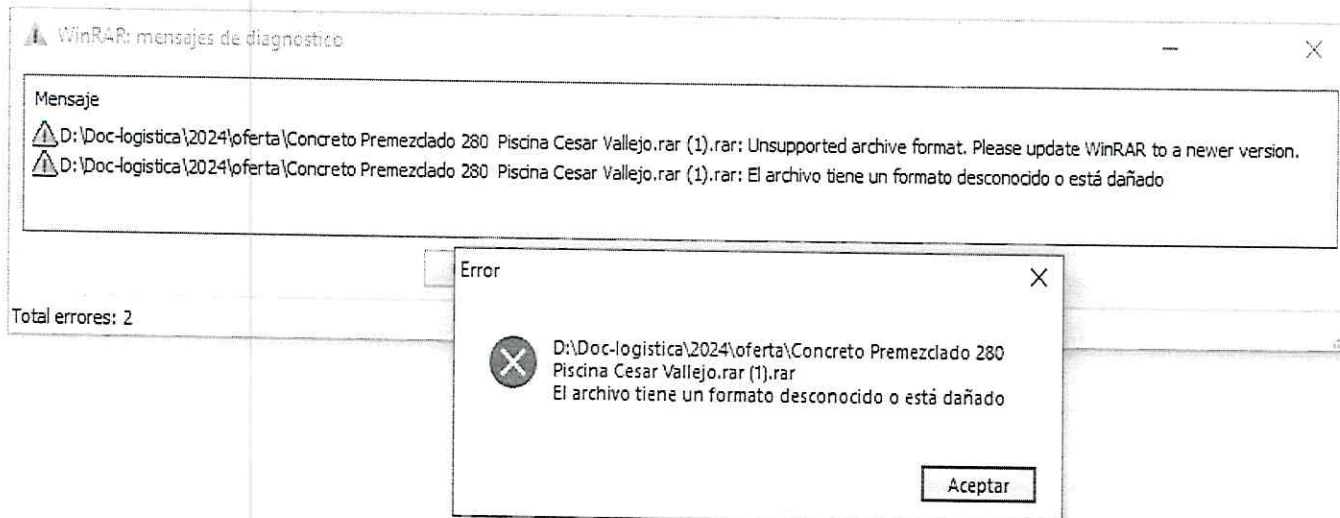 WinRAR: mensajes de diagnostico
Mensaje
D:\Doc-logistica\2024\oferta\Concreto Premezclado 280 Piscina Cesar Vallejo.rar (1).rar: Unsupported archive format. Please update WinRAR to a newer version.
D:\Doc-logistica\2024\oferta\Concreto Premezclado 280 Piscina Cesar Vallejo.rar (1).rar: El archivo tiene un formato desconocido o está dañado
Error
D:\Doc-logistica\2024\oferta\Concreto Premezclado 280
Piscina Cesar Vallejo.rar (1).rar
El archivo tiene un formato desconocido o está dañado
Aceptar
Total errores: 2